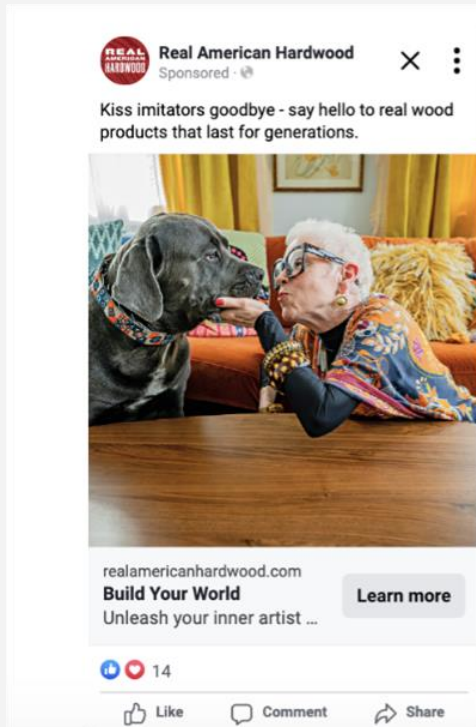 REAL
AMERICAN
HARDWOOD
Real American Hardwood
Sponsored ·
Kiss imitators goodbye - say hello to real wood
products that last for generations.
realamericanhardwood.com
Build Your World
Unleash your inner artist ...
Learn more
14
Like
Comment
Share